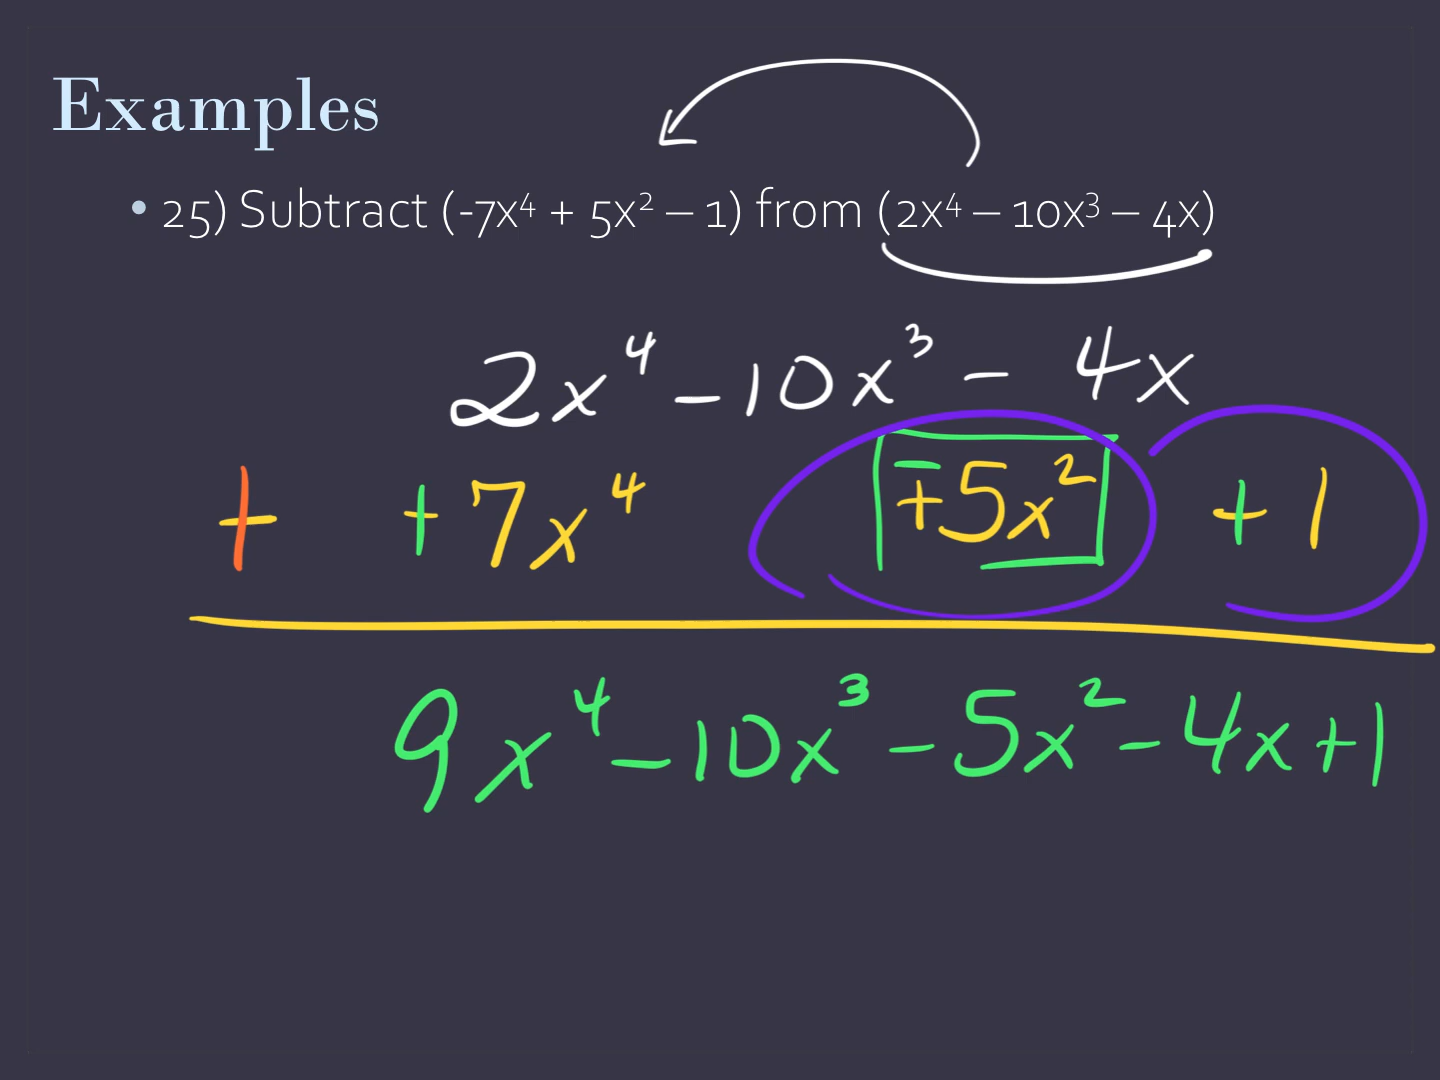 Examples
• 25) Subtract (-7x⁴ + 5x² – 1) from (2x⁴ – 10x³ – 4x)
2x⁴ – 10x³ – 4x
+ +7x⁴ –+5x² + 1
9x⁴ – 10x³ – 5x² – 4x + 1